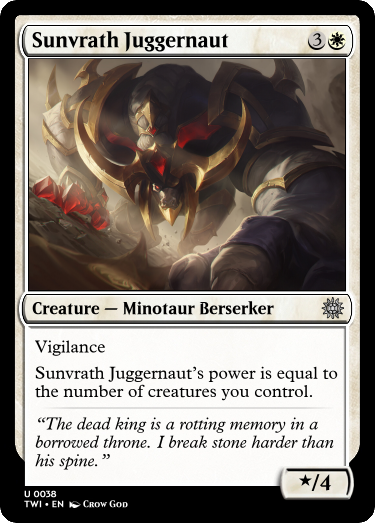 Sunvrath Juggernaut 3
Creature — Minotaur Berserker
Vigilance
Sunvrath Juggernaut's power is equal to
the number of creatures you control.
“The dead king is a rotting memory in a
borrowed throne. I break stone harder than
his spine.”
★/4
U 0038
TWI • EN Crow God